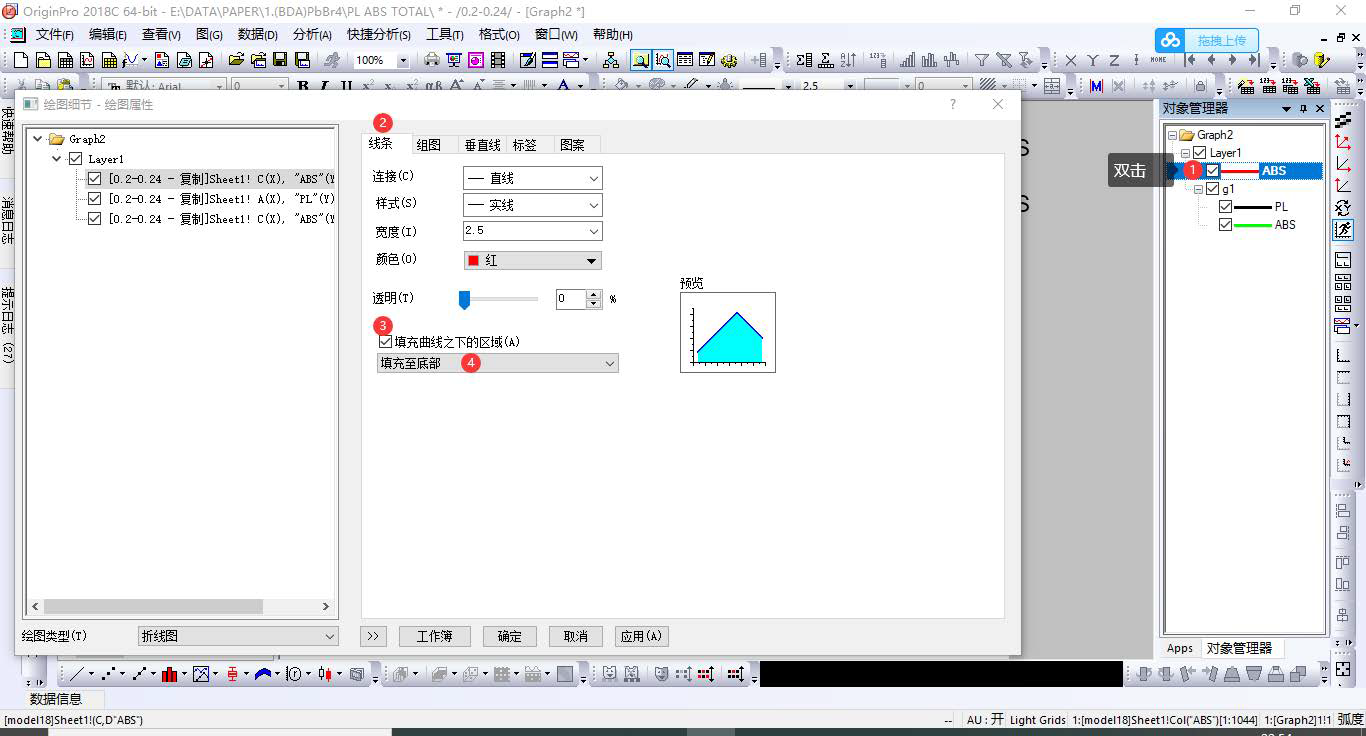 OriginPro 2018C 64-bit - E:\DATA\PAPER\1.(BDA)PbBr4\PL ABS TOTAL\ * - /0.2-0.24/ - [Graph2 *]
文件(F) 编辑(E) 查看(V) 图(G) 数据(D) 分析(A) 快捷分析(S) 工具(T) 格式(O) 窗口(W) 帮助(H)
拖拽上传
100%
X Y Z HOME
默认: Arial 0 B I U αβ A A A 2.5 0 M
绘图细节 - 绘图属性 ?
对象管理器
快速帮助
消息日志
提示日志 (27)
Graph2
Layer1
[0.2-0.24 - 复制]Sheet1! C(X), "ABS"(Y
[0.2-0.24 - 复制]Sheet1! A(X), "PL"(Y
[0.2-0.24 - 复制]Sheet1! C(X), "ABS"(Y
2
线条 组图 垂直线 标签 图案
连接(C) 直线
样式(S) 实线
宽度(I) 2.5
颜色(O) 红
透明(T) 0 %
预览
3
填充曲线之下的区域(A)
填充至底部 4
S
S
双击
1
Graph2
Layer1
ABS
g1
PL
ABS
绘图类型(T) 折线图
>> 工作簿 确定 取消 应用(A)
Apps 对象管理器
数据信息
[model18]Sheet1!(C,D"ABS")
-- AU : 开 Light Grids 1:[model18]Sheet1!Col("ABS")[1:1044] 1:[Graph2]1!1 弧度